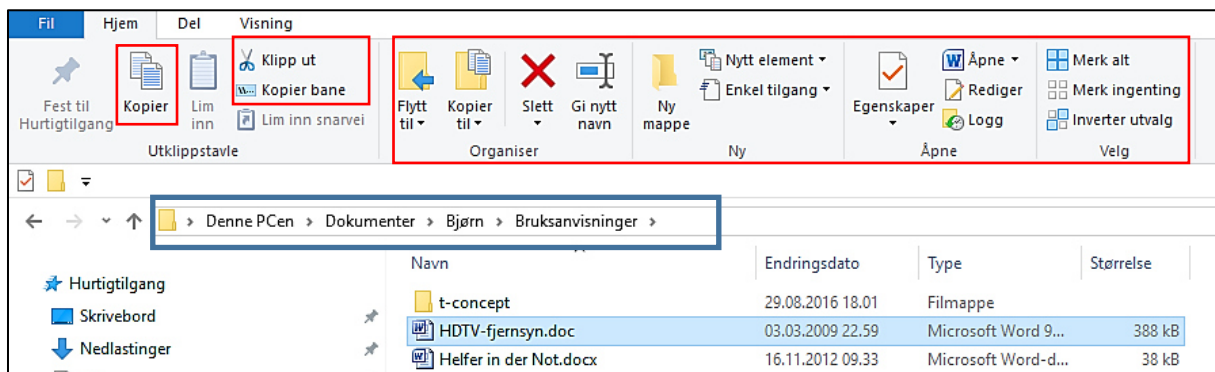 Fil Hjem Del Visning
Fest til
Hurtigtilgang
Kopier
Lim
inn
Klipp ut
Kopier bane
Lim inn snarvei
Utklippstavle
Flytt
til
Kopier
til
Slett
Gi nytt
navn
Organiser
Ny
mappe
Nytt element
Enkel tilgang
Ny
Egenskaper
Åpne
Rediger
Logg
Åpne
Merk alt
Merk ingenting
Inverter utvalg
Velg
Denne PCen > Dokumenter > Bjørn > Bruksanvisninger >
Hurtigtilgang
Skrivebord
Nedlastinger
Navn Endringsdato Type Størrelse
t-concept 29.08.2016 18.01 Filmappe
HDTV-fjernsyn.doc 03.03.2009 22.59 Microsoft Word 9... 388 kB
Helfer in der Not.docx 16.11.2012 09.33 Microsoft Word-d... 38 kB